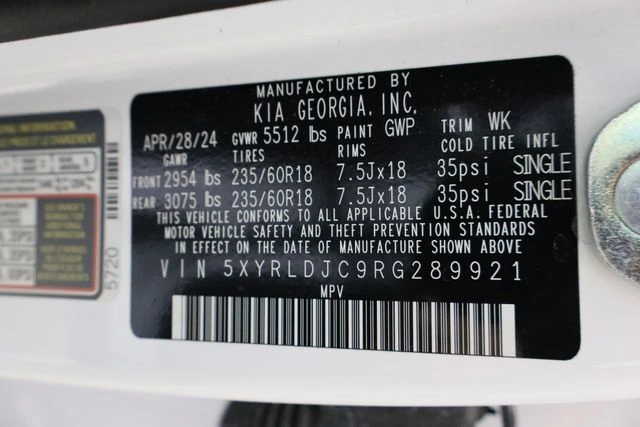 MANUFACTURED BY
KIA GEORGIA, INC.
APR/28/24 GVWR 5512 lbs PAINT GWP TRIM WK
GAWR TIRES RIMS COLD TIRE INFL
FRONT 2954 lbs 235/60R18 7.5Jx18 35psi SINGLE
REAR 3075 lbs 235/60R18 7.5Jx18 35psi SINGLE
THIS VEHICLE CONFORMS TO ALL APPLICABLE U.S.A. FEDERAL
MOTOR VEHICLE SAFETY AND THEFT PREVENTION STANDARDS
IN EFFECT ON THE DATE OF MANUFACTURE SHOWN ABOVE
VIN 5XYRLDJC9RG289921
MPV
5720